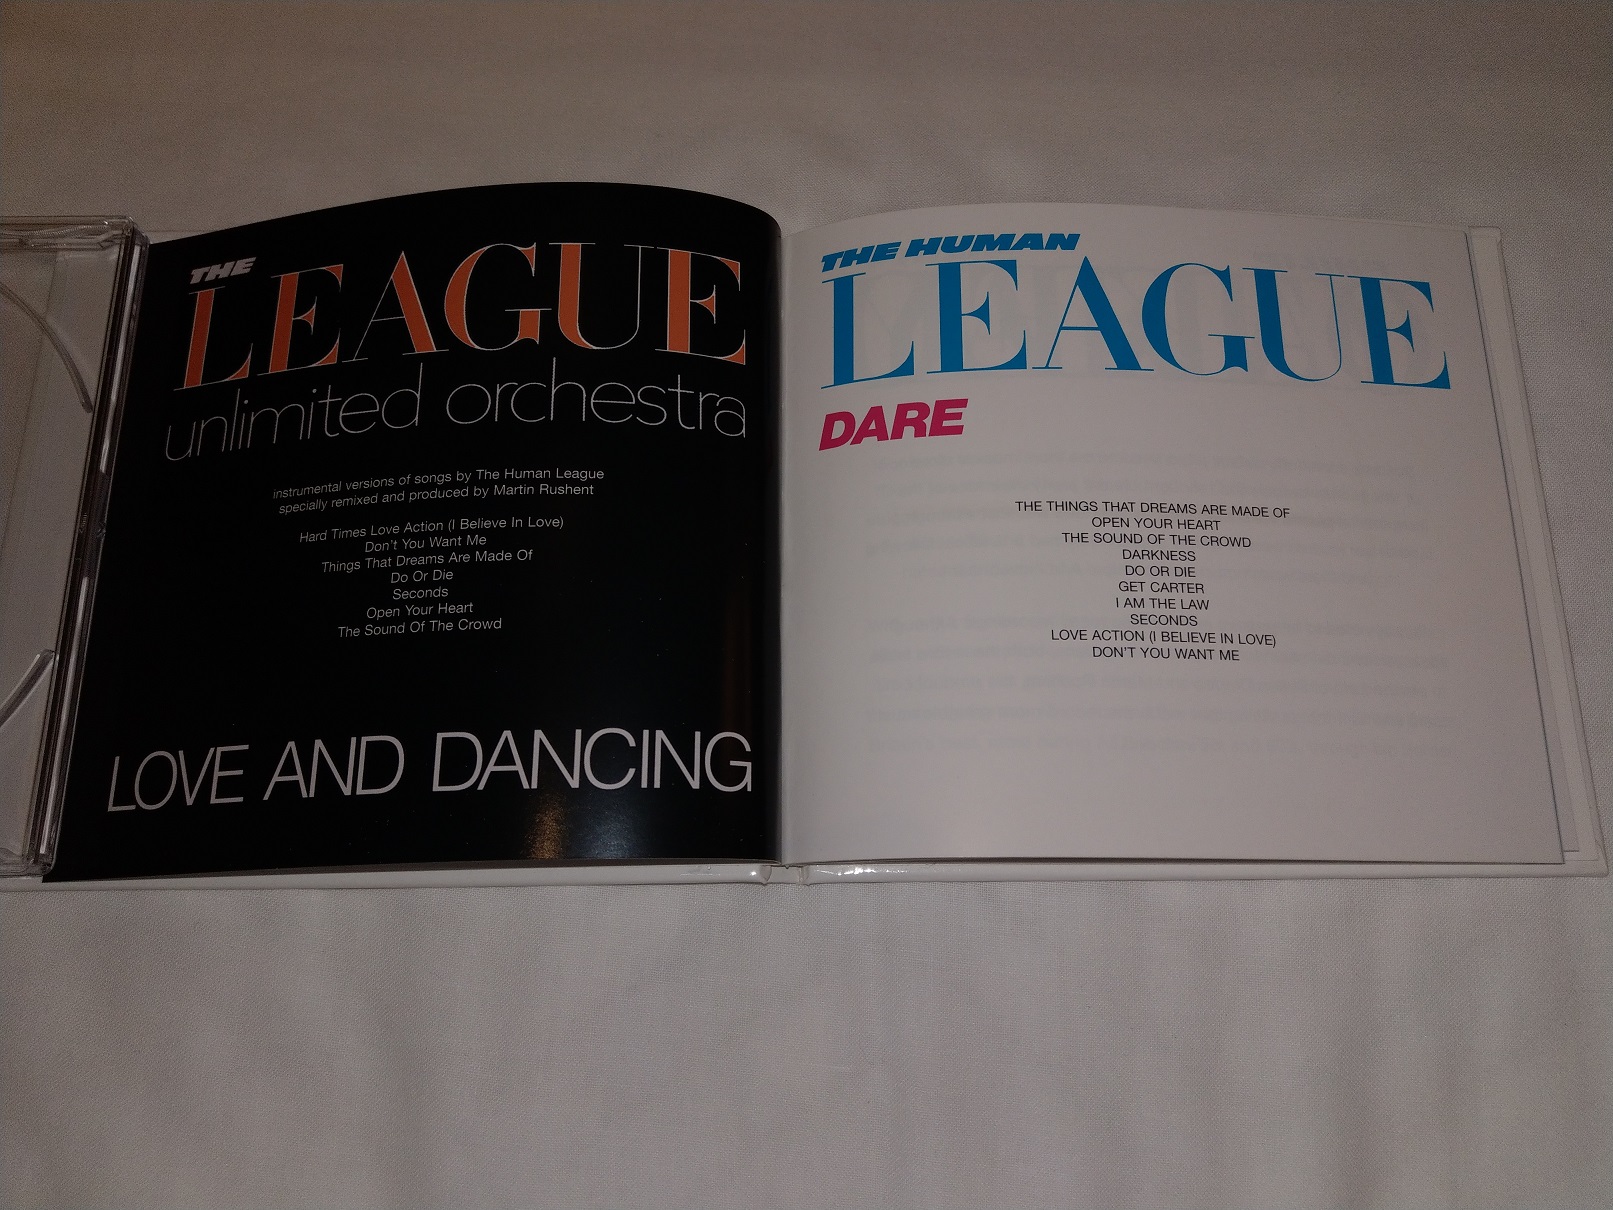 THE
LEAGUE
unlimited orchestra
instrumental versions of songs by The Human League
specially remixed and produced by Martin Rushent
Hard Times Love Action (I Believe In Love)
Don't You Want Me
Things That Dreams Are Made Of
Do Or Die
Seconds
Open Your Heart
The Sound Of The Crowd
LOVE AND DANCING
THE HUMAN
LEAGUE
DARE
THE THINGS THAT DREAMS ARE MADE OF
OPEN YOUR HEART
THE SOUND OF THE CROWD
DARKNESS
DO OR DIE
GET CARTER
I AM THE LAW
SECONDS
LOVE ACTION (I BELIEVE IN LOVE)
DON'T YOU WANT ME